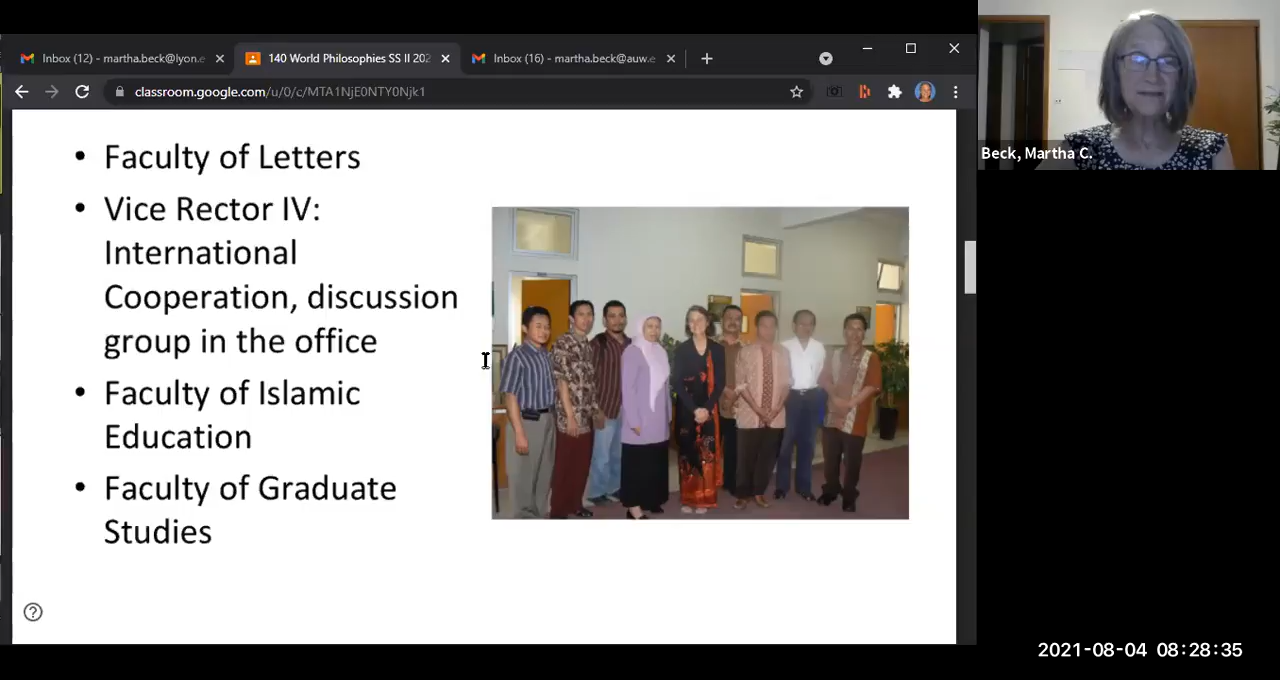 Inbox (12) - martha.beck@lyon.e
140 World Philosophies SS II 202
Inbox (16) - martha.beck@auw.e
classroom.google.com/u/0/c/MTA1NjE0NTY0Njk1
Beck, Martha C.
• Faculty of Letters
• Vice Rector IV:
International
Cooperation, discussion
group in the office
• Faculty of Islamic
Education
• Faculty of Graduate
Studies
2021-08-04 08:28:35